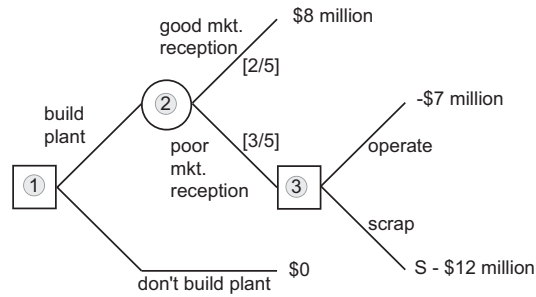 good mkt.
reception
$8 million
[2/5]
build
plant
2
[3/5]
poor
mkt.
reception
-$7 million
operate
1
3
scrap
S - $12 million
don't build plant
$0